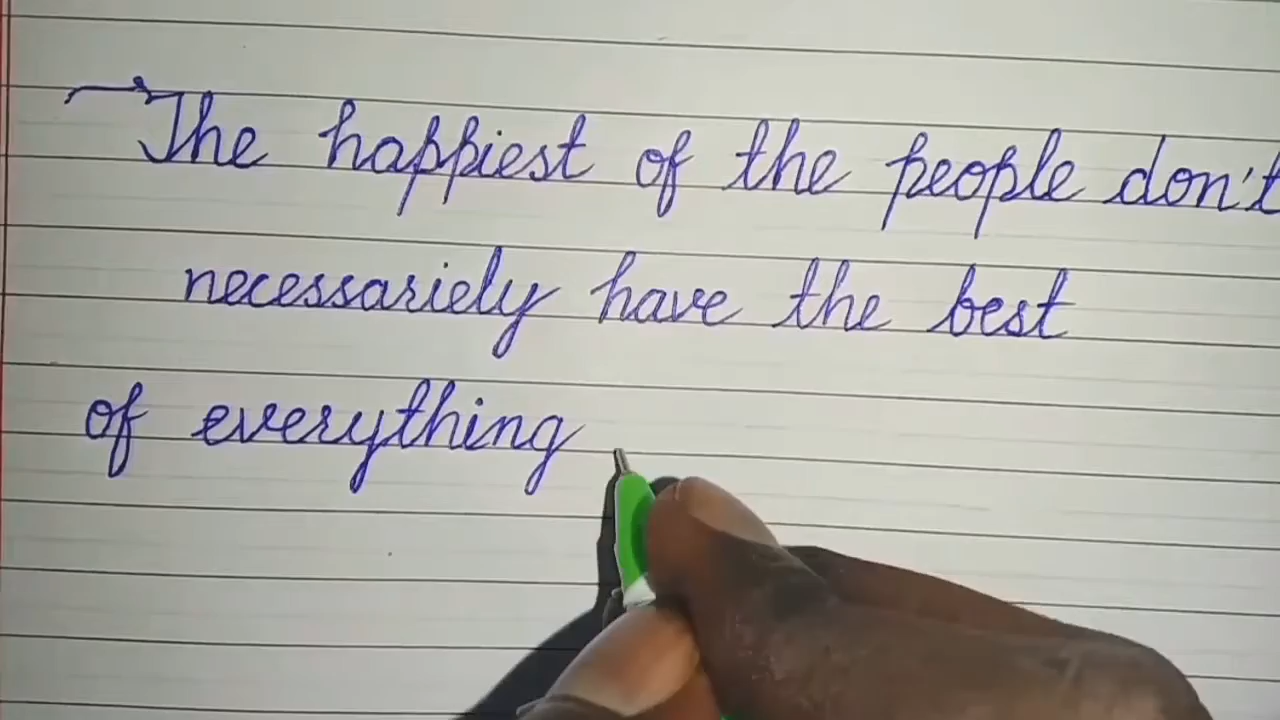 The happiest of the people don't
necessariely have the best
of everything